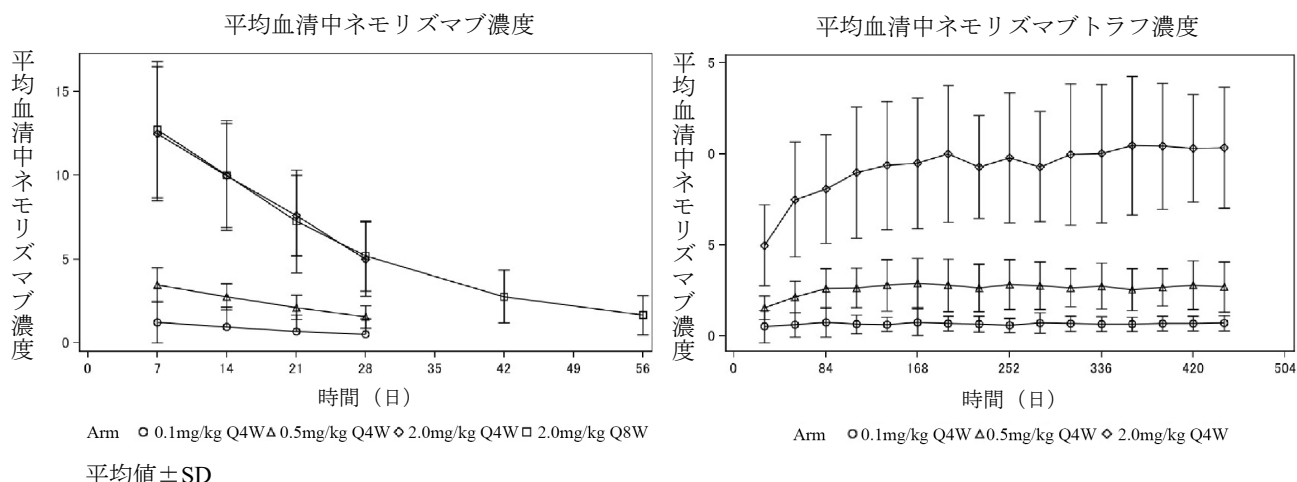 平均血清中ネモリズマブ濃度
平均血清中ネモリズマブ濃度
15
10
5
0
0 7 14 21 28 35 42 49 56
時間（日）
Arm 0.1mg/kg Q4W 0.5mg/kg Q4W 2.0mg/kg Q4W 2.0mg/kg Q8W
平均値±SD
平均血清中ネモリズマブトラフ濃度
平均血清中ネモリズマブ濃度
5
0
5
0
0 84 168 252 336 420 504
時間（日）
Arm 0.1mg/kg Q4W 0.5mg/kg Q4W 2.0mg/kg Q4W